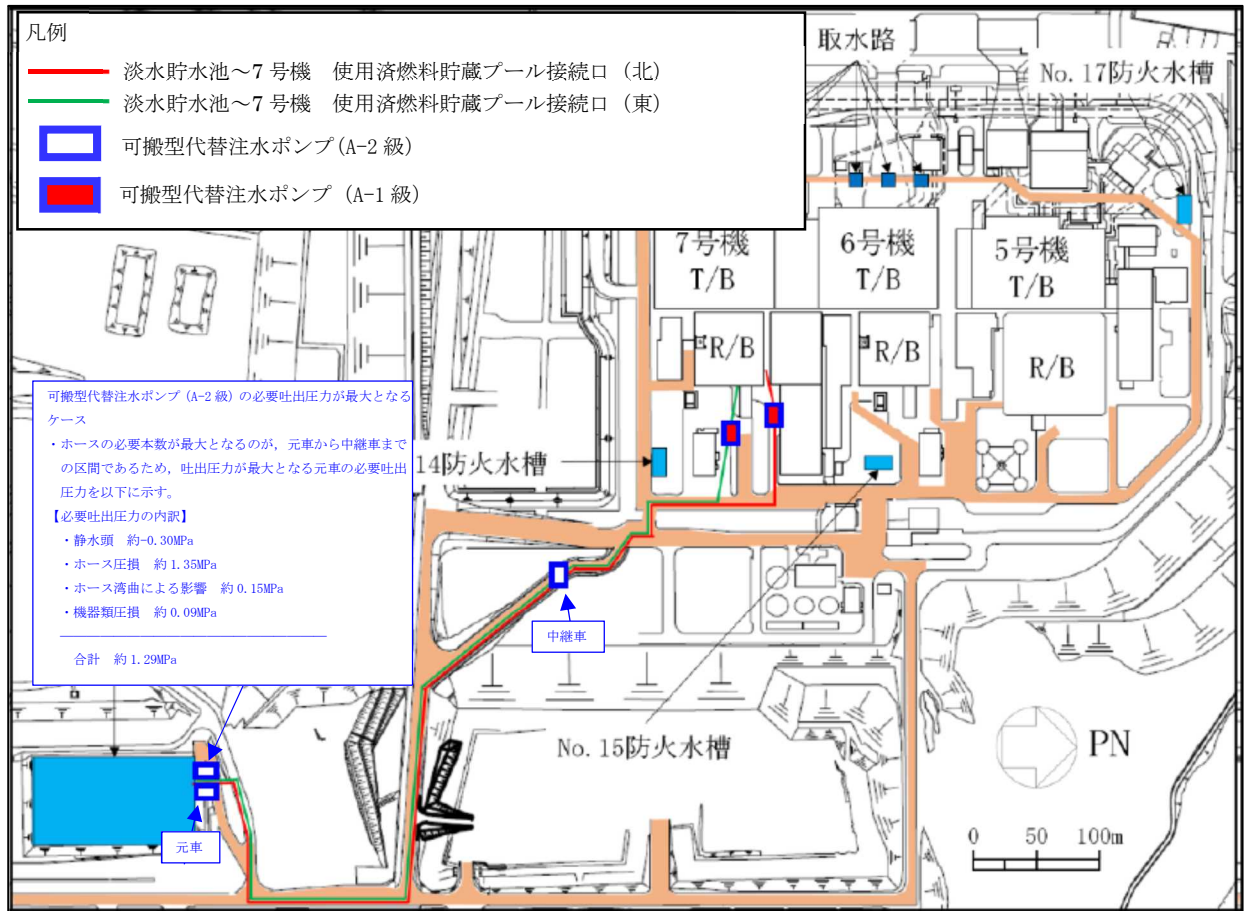 凡例
淡水貯水池～7 号機 使用済燃料貯蔵プール接続口 (北)
淡水貯水池～7 号機 使用済燃料貯蔵プール接続口 (東)
可搬型代替注水ポンプ(A-2 級)
可搬型代替注水ポンプ (A-1 級)
取水路
No.17防火水槽
7号機
T/B
6号機
T/B
5号機
T/B
R/B
R/B
R/B
可搬型代替注水ポンプ (A-2 級) の必要吐出圧力が最大となる
ケース
・ホースの必要本数が最大となるのが，元車から中継車まで
の区間であるため，吐出圧力が最大となる元車の必要吐出
圧力を以下に示す。
【必要吐出圧力の内訳】
・静水頭 約-0.30MPa
・ホース圧損 約 1.35MPa
・ホース湾曲による影響 約 0.15MPa
・機器類圧損 約 0.09MPa
合計 約 1.29MPa
14防火水槽
中継車
No.15防火水槽
PN
元車
0 50 100m